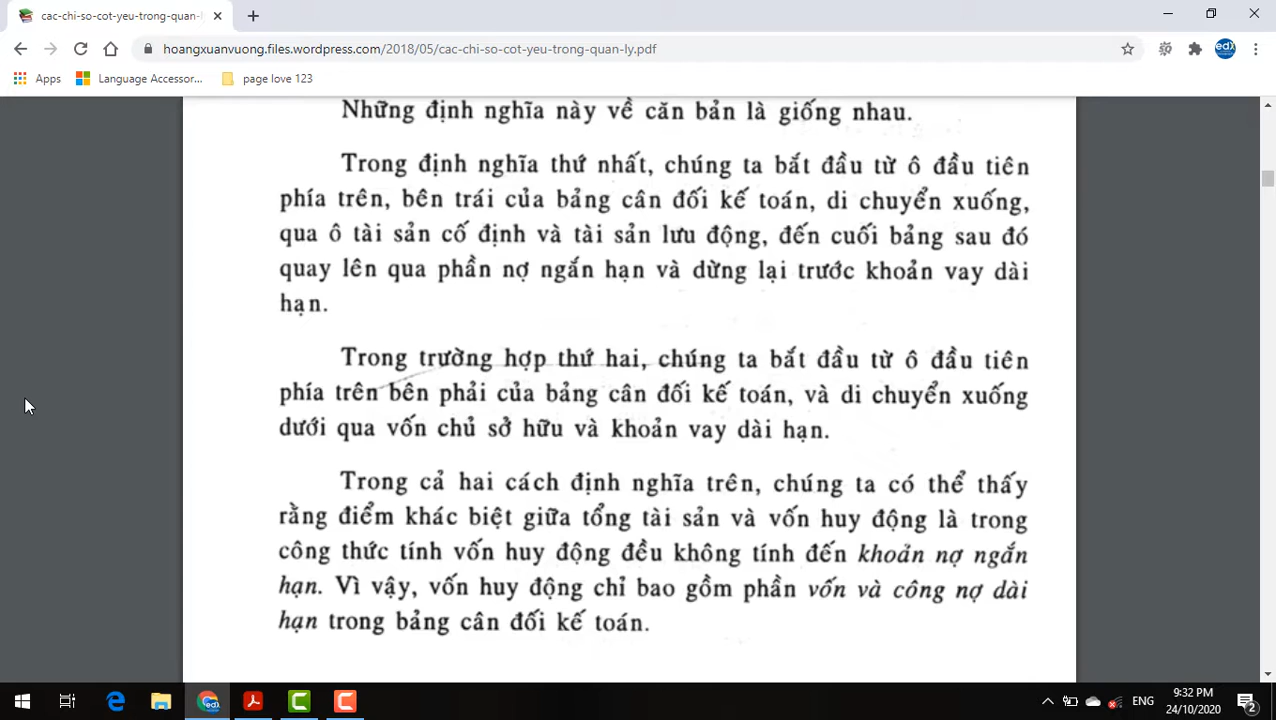 cac-chi-so-cot-yeu-trong-quan-l
hoangxuanvuong.files.wordpress.com/2018/05/cac-chi-so-cot-yeu-trong-quan-ly.pdf
edX
Apps
Language Accessor...
page love 123
Những định nghĩa này về căn bản là giống nhau.
Trong định nghĩa thứ nhất, chúng ta bắt đầu từ ô đầu tiên
phía trên, bên trái của bảng cân đối kế toán, di chuyển xuống,
qua ô tài sản cố định và tài sản lưu động, đến cuối bảng sau đó
quay lên qua phần nợ ngắn hạn và dừng lại trước khoản vay dài
hạn.
Trong trường hợp thứ hai, chúng ta bắt đầu từ ô đầu tiên
phía trên bên phải của bảng cân đối kế toán, và di chuyển xuống
dưới qua vốn chủ sở hữu và khoản vay dài hạn.
Trong cả hai cách định nghĩa trên, chúng ta có thể thấy
rằng điểm khác biệt giữa tổng tài sản và vốn huy động là trong
công thức tính vốn huy động đều không tính đến khoản nợ ngắn
hạn. Vì vậy, vốn huy động chỉ bao gồm phần vốn và công nợ dài
hạn trong bảng cân đối kế toán.
edX
ENG
9:32 PM
24/10/2020
2